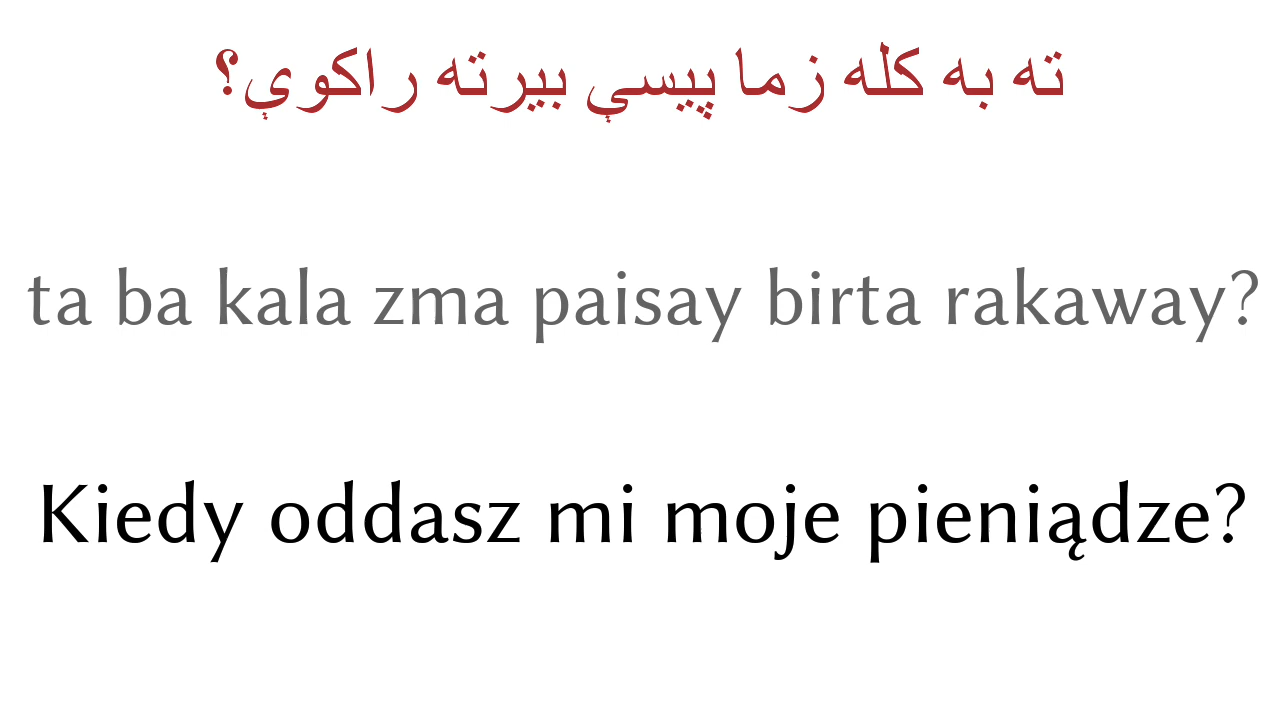 ته به کله زما پیسې بیرته راکوې؟
ta ba kala zma paisay birta rakaway?
Kiedy oddasz mi moje pieniądze?